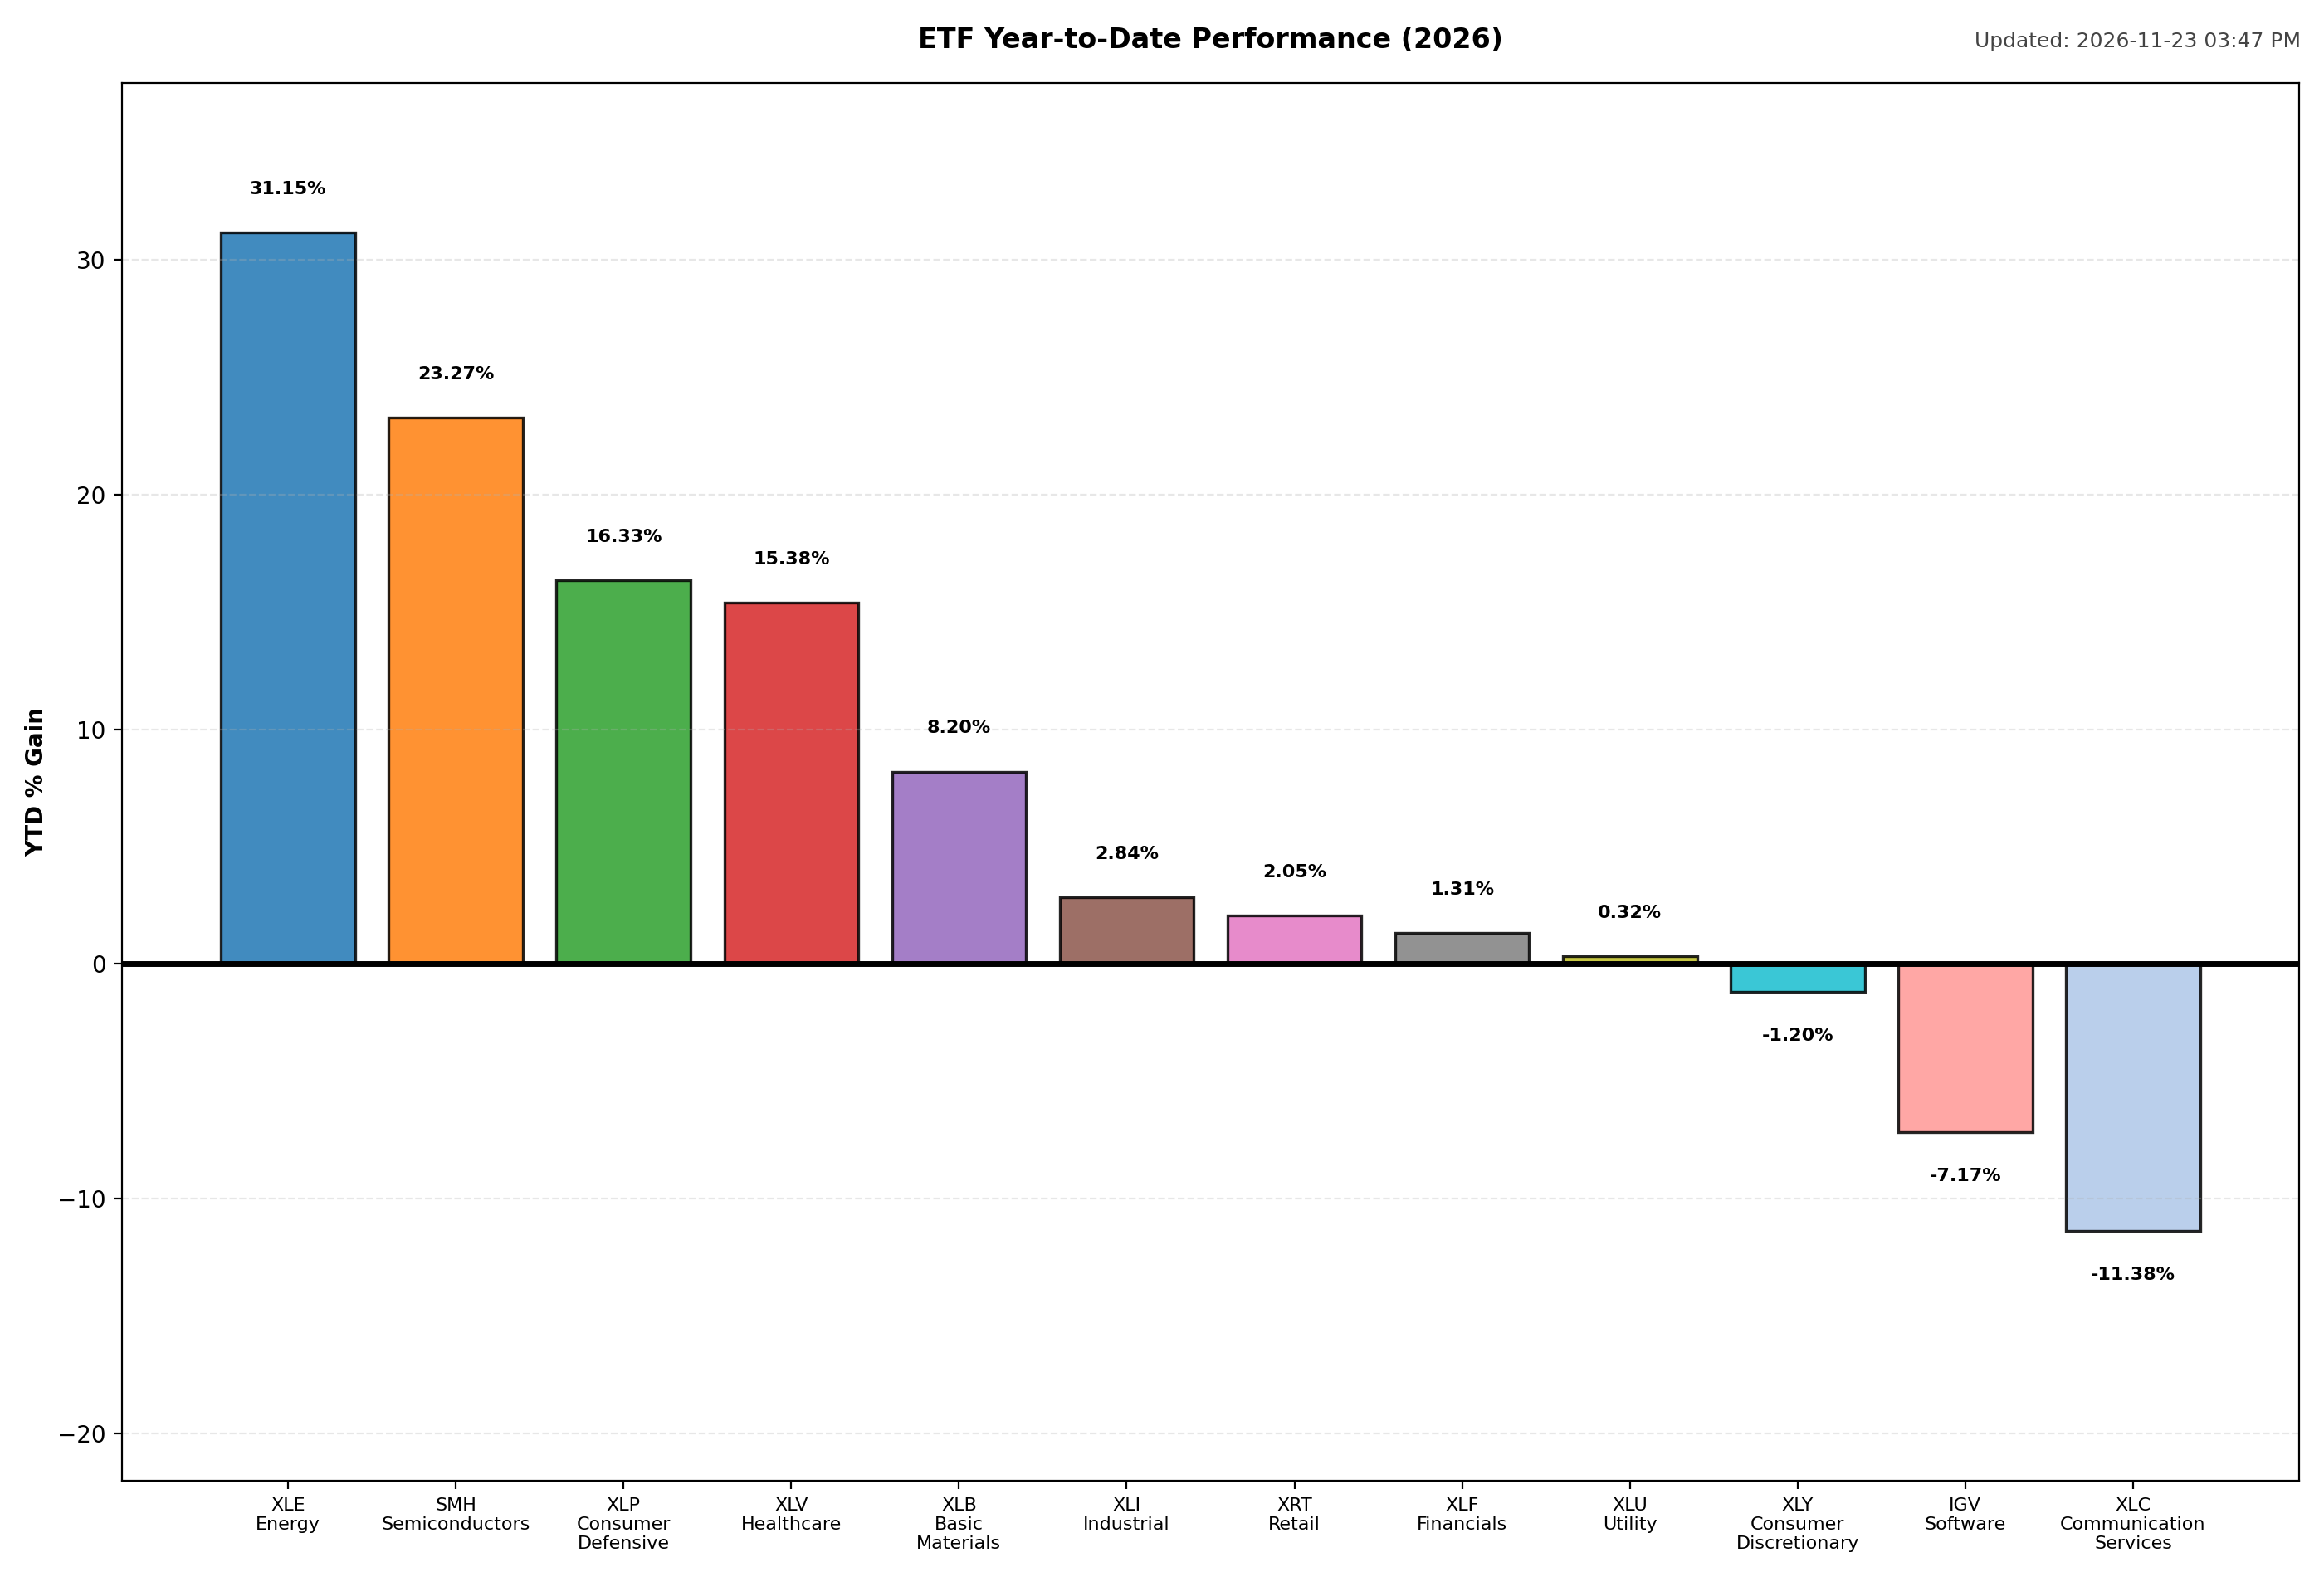 ETF Year-to-Date Performance (2026)
Updated: 2026-11-23 03:47 PM
YTD % Gain
30
20
10
0
−10
−20
31.15%
23.27%
16.33%
15.38%
8.20%
2.84%
2.05%
1.31%
0.32%
-1.20%
-7.17%
-11.38%
XLE
Energy
SMH
Semiconductors
XLP
Consumer
Defensive
XLV
Healthcare
XLB
Basic
Materials
XLI
Industrial
XRT
Retail
XLF
Financials
XLU
Utility
XLY
Consumer
Discretionary
IGV
Software
XLC
Communication
Services